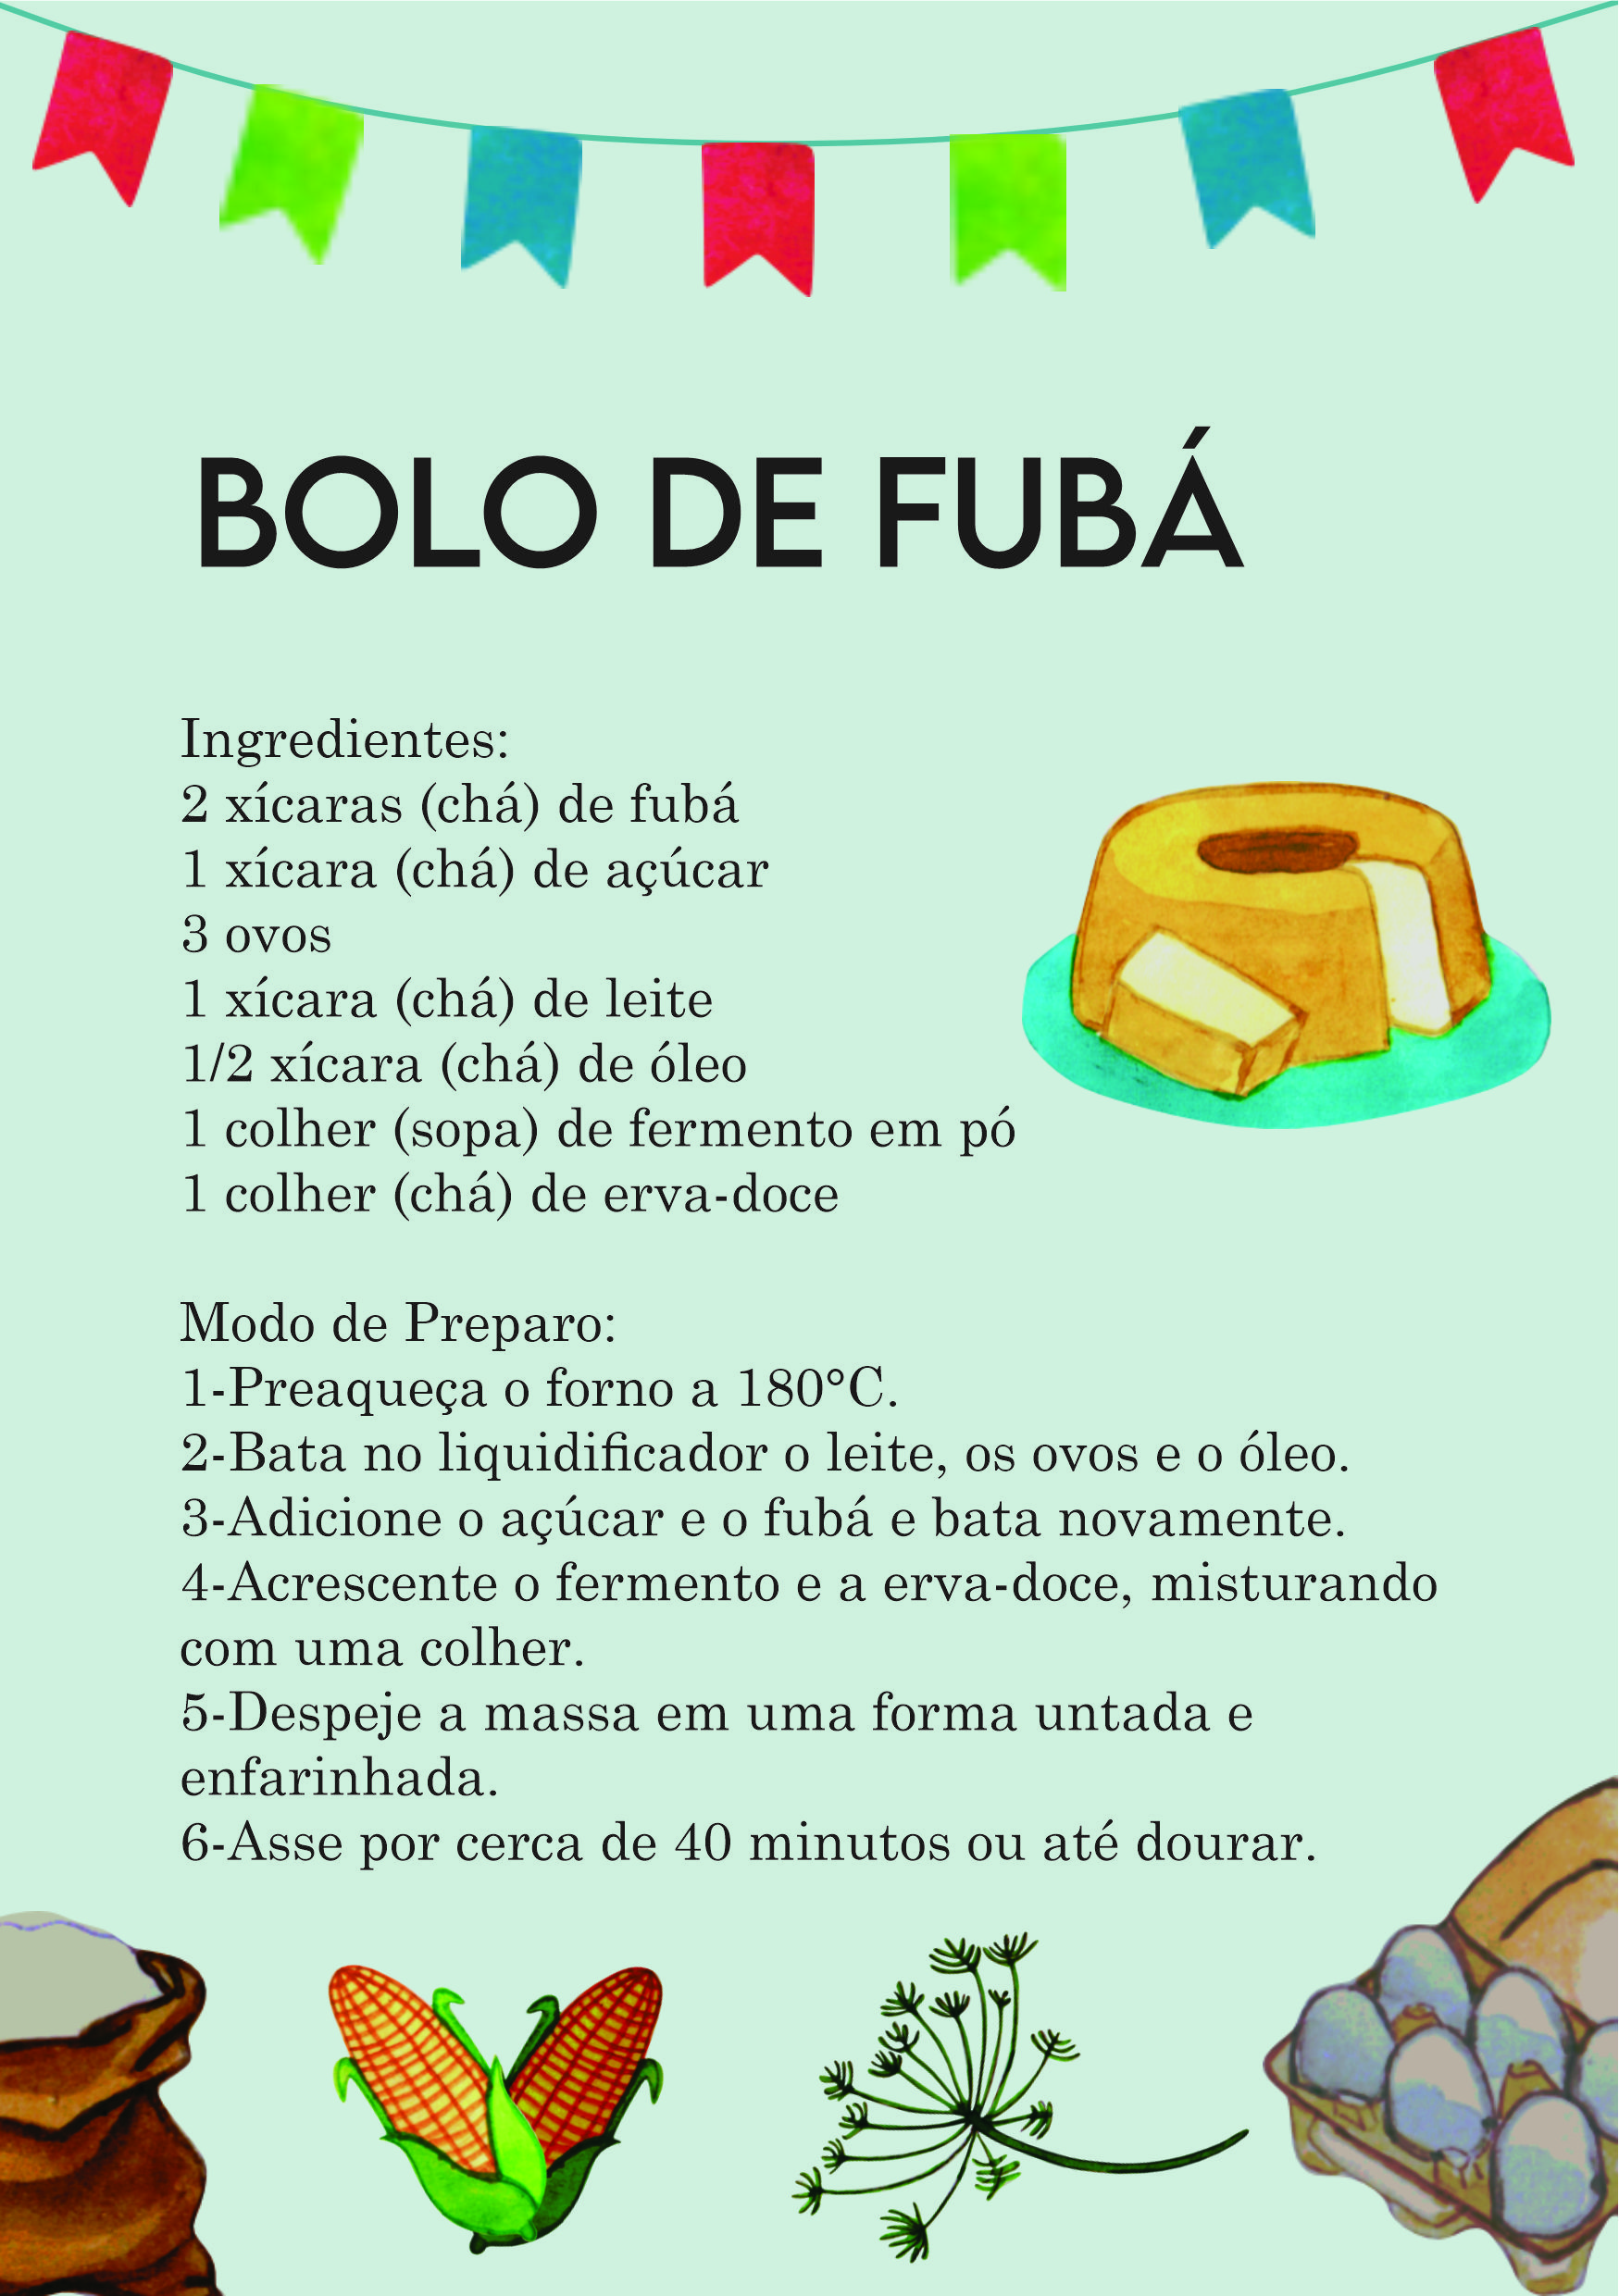 BOLO DE FUBÁ
Ingredientes:
2 xícaras (chá) de fubá
1 xícara (chá) de açúcar
3 ovos
1 xícara (chá) de leite
1/2 xícara (chá) de óleo
1 colher (sopa) de fermento em pó
1 colher (chá) de erva-doce
Modo de Preparo:
1-Preaqueça o forno a 180°C.
2-Bata no liquidificador o leite, os ovos e o óleo.
3-Adicione o açúcar e o fubá e bata novamente.
4-Acrescente o fermento e a erva-doce, misturando
com uma colher.
5-Despeje a massa em uma forma untada e
enfarinhada.
6-Asse por cerca de 40 minutos ou até dourar.